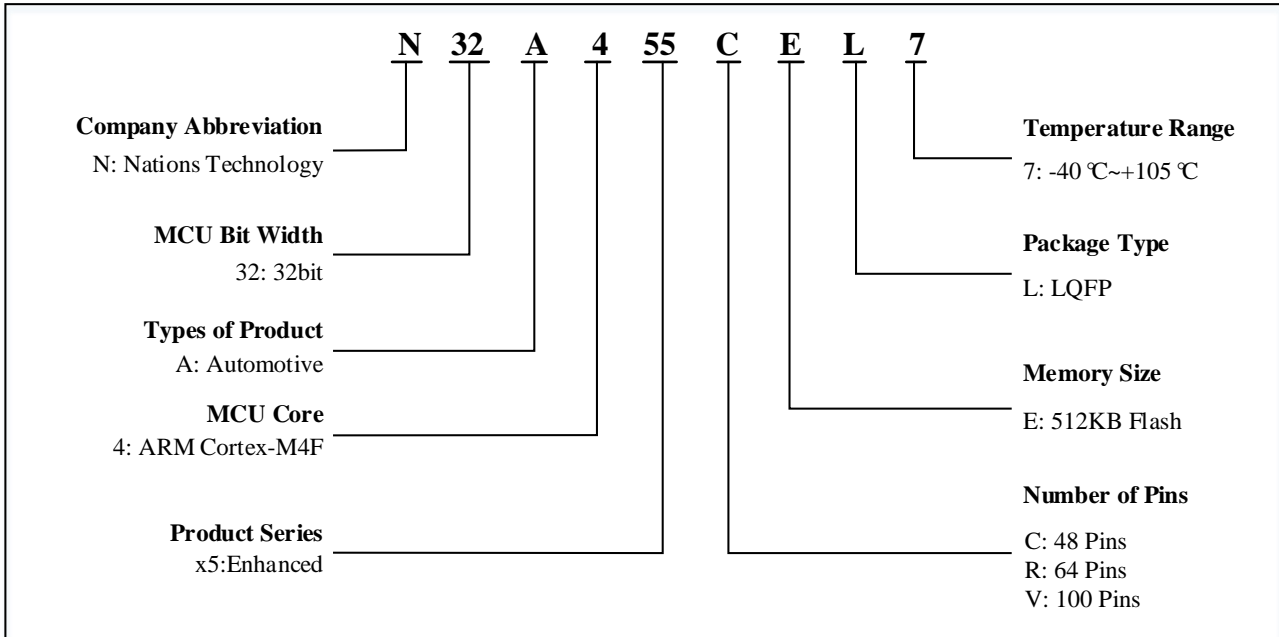 N 32 A 4 55 C E L 7
Company Abbreviation
N: Nations Technology
MCU Bit Width
32: 32bit
Types of Product
A: Automotive
MCU Core
4: ARM Cortex-M4F
Product Series
x5:Enhanced
Temperature Range
7: -40 ℃~+105 ℃
Package Type
L: LQFP
Memory Size
E: 512KB Flash
Number of Pins
C: 48 Pins
R: 64 Pins
V: 100 Pins